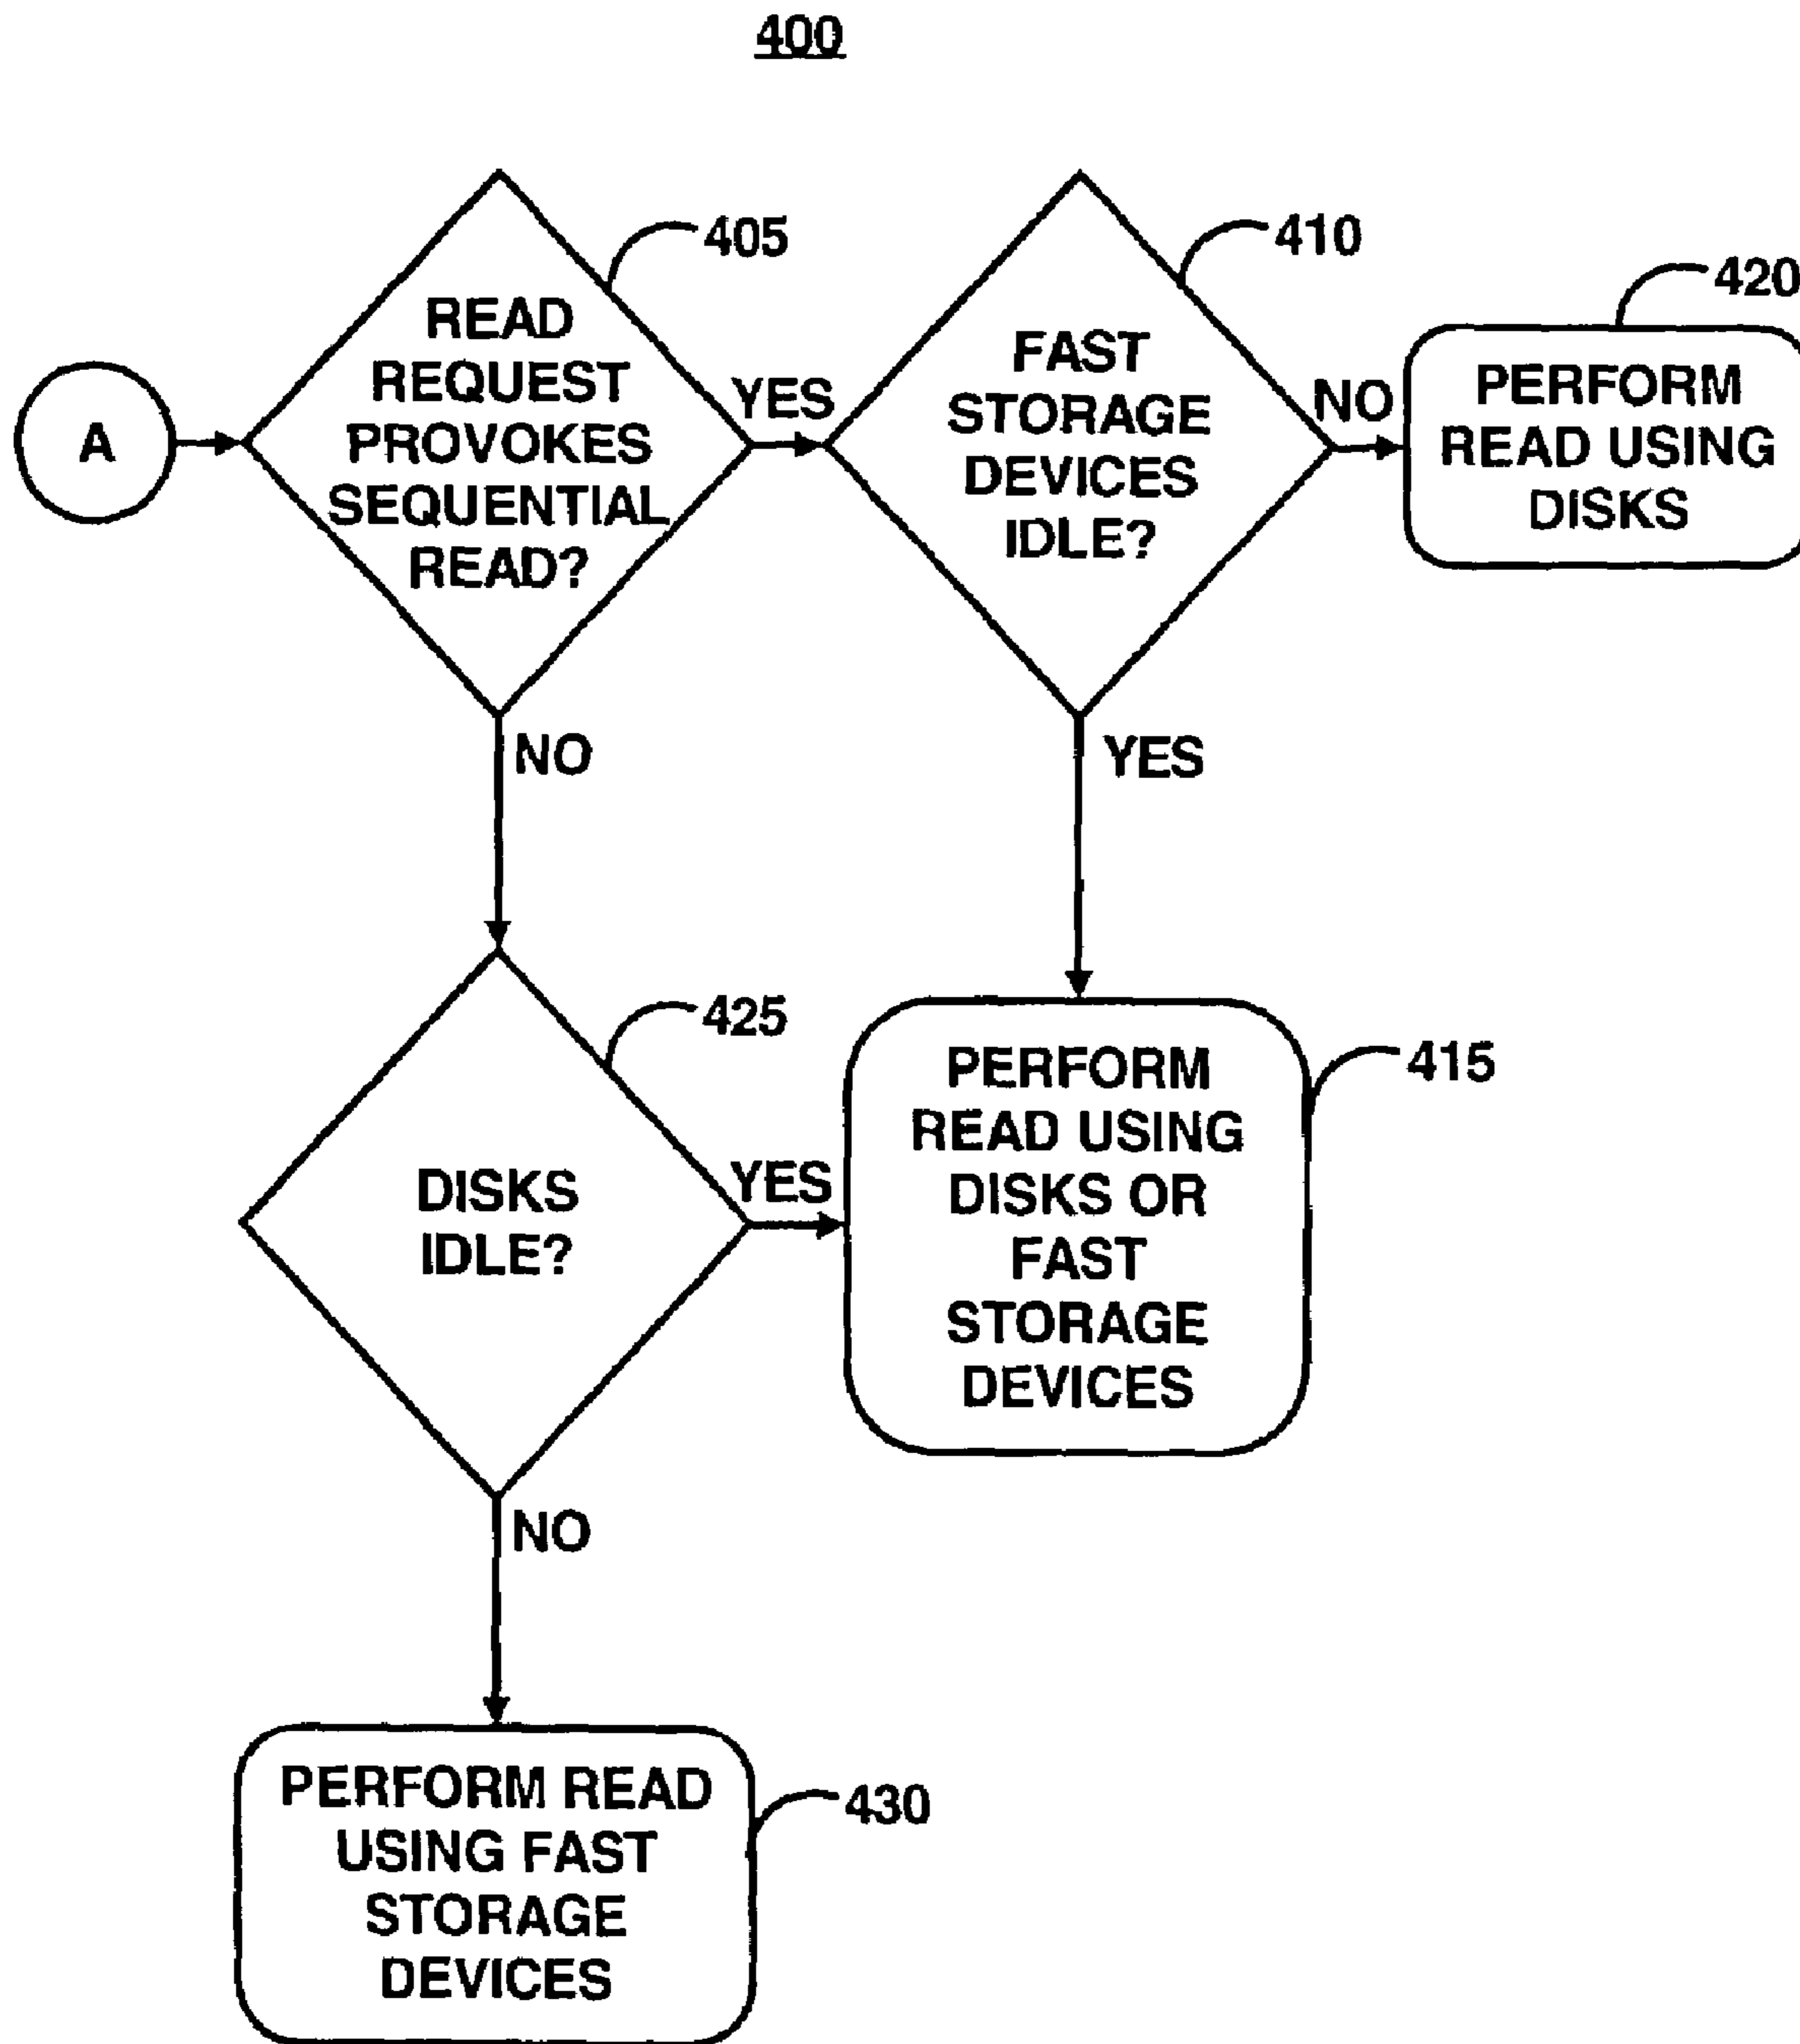 400
A
READ
REQUEST
PROVOKES
SEQUENTIAL
READ?
405
YES
NO
FAST
STORAGE
DEVICES
IDLE?
410
NO
YES
PERFORM
READ USING
DISKS
420
DISKS
IDLE?
425
YES
NO
PERFORM
READ USING
DISKS OR
FAST
STORAGE
DEVICES
415
PERFORM READ
USING FAST
STORAGE
DEVICES
430